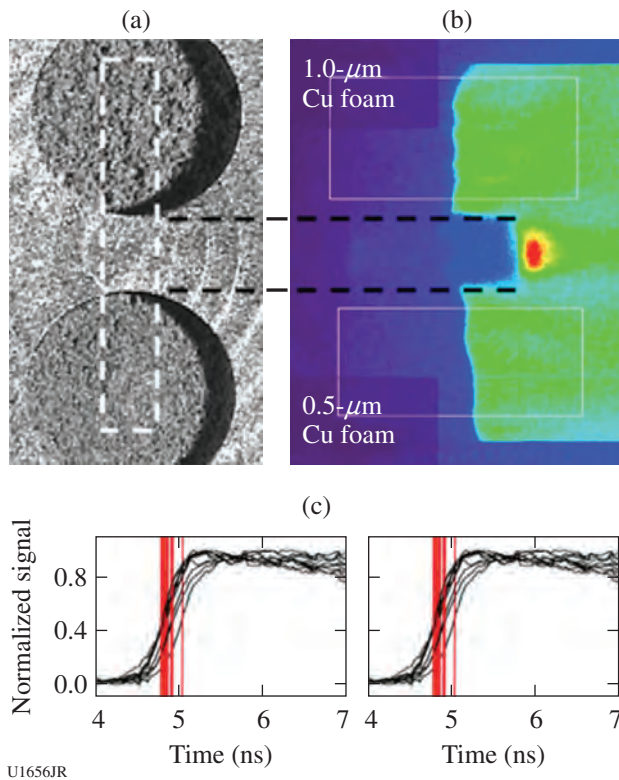 (a)
(b)
1.0-μm
Cu foam
0.5-μm
Cu foam
(c)
Normalized signal
0.8
0.4
0.0
4 5 6 7 4 5 6 7
Time (ns) Time (ns)
U1656JR